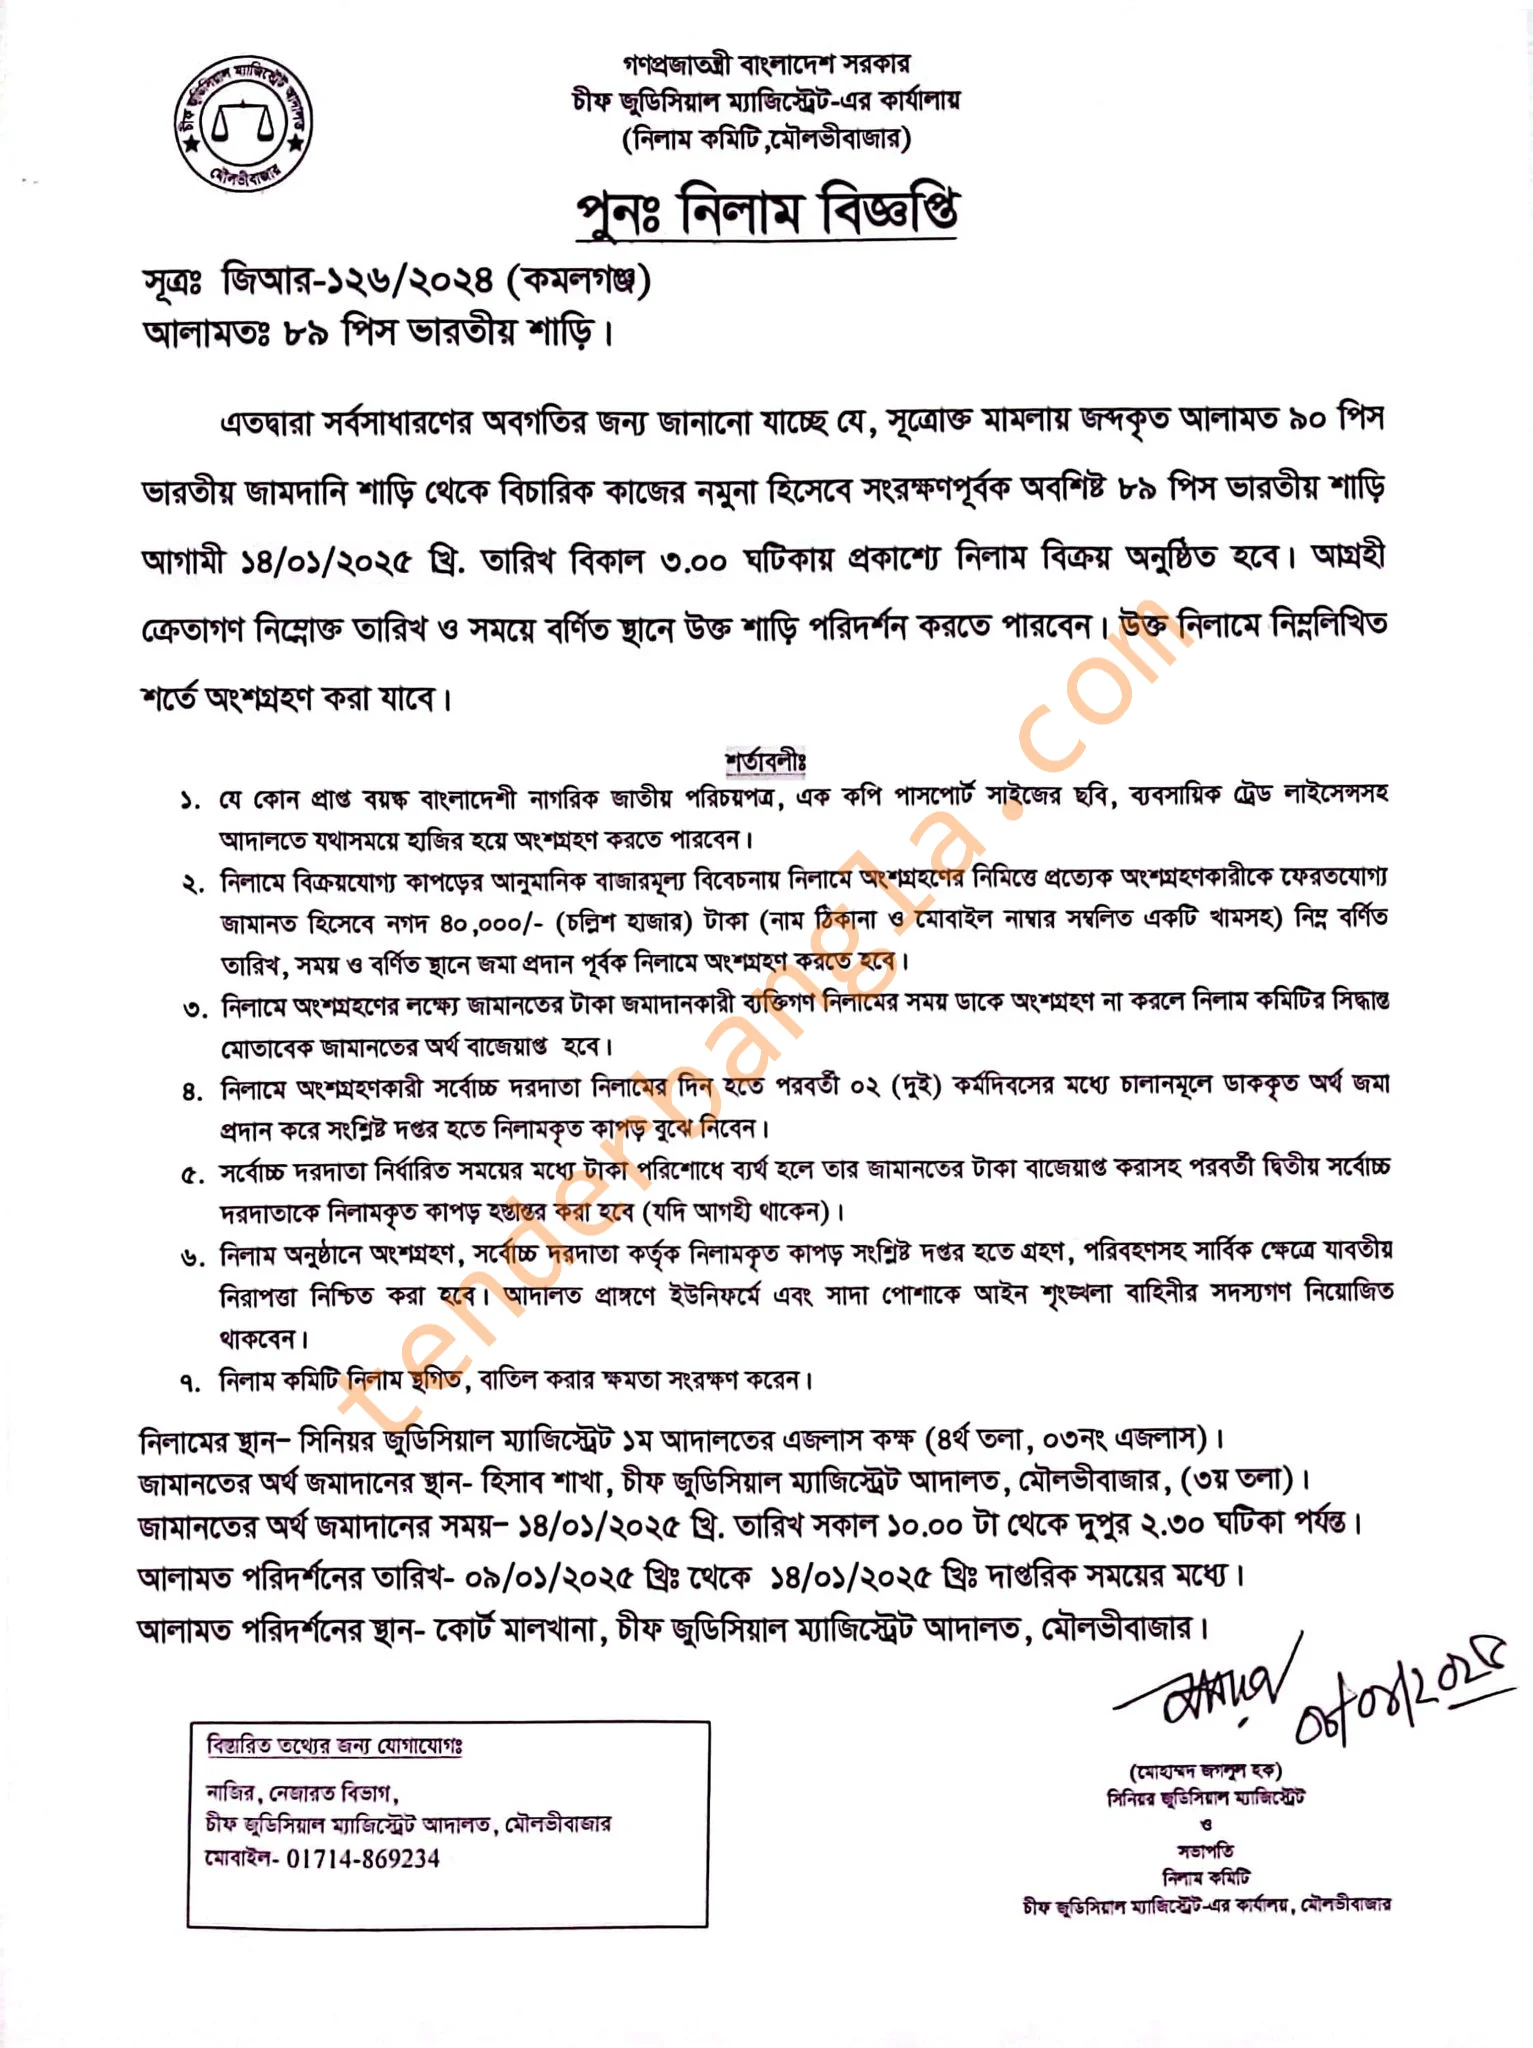 গণপ্রজাতন্ত্রী বাংলাদেশ সরকার
চীফ জুডিসিয়াল ম্যাজিস্ট্রেট-এর কার্যালায়
(নিলাম কমিটি,মৌলভীবাজার)
চীফ জুডিসিয়াল ম্যাজিস্ট্রেট আদালত
মৌলভীবাজার
পুনঃ নিলাম বিজ্ঞপ্তি
সূত্রঃ জিআর-১২৬/২০২৪ (কমলগঞ্জ)
আলামতঃ ৮৯ পিস ভারতীয় শাড়ি।
এতদ্বারা সর্বসাধারণের অবগতির জন্য জানানো যাচ্ছে যে, সূত্রোক্ত মামলায় জব্দকৃত আলামত ৯০ পিস
ভারতীয় জামদানি শাড়ি থেকে বিচারিক কাজের নমুনা হিসেবে সংরক্ষণপূর্বক অবশিষ্ট ৮৯ পিস ভারতীয় শাড়ি
আগামী ১৪/০১/২০২৫ খ্রি. তারিখ বিকাল ৩.০০ ঘটিকায় প্রকাশ্যে নিলাম বিক্রয় অনুষ্ঠিত হবে। আগ্রহী
ক্রেতাগণ নিম্নোক্ত তারিখ ও সময়ে বর্ণিত স্থানে উক্ত শাড়ি পরিদর্শন করতে পারবেন। উক্ত নিলামে নিম্নলিখিত
শর্তে অংশগ্রহণ করা যাবে।
শর্তাবলীঃ
১. যে কোন প্রাপ্ত বয়স্ক বাংলাদেশী নাগরিক জাতীয় পরিচয়পত্র, এক কপি পাসপোর্ট সাইজের ছবি, ব্যবসায়িক ট্রেড লাইসেন্সসহ
আদালতে যথাসময়ে হাজির হয়ে অংশগ্রহণ করতে পারবেন।
২. নিলামে বিক্রয়যোগ্য কাপড়ের আনুমানিক বাজারমূল্য বিবেচনায় নিলামে অংশগ্রহণের নিমিত্তে প্রত্যেক অংশগ্রহণকারীকে ফেরতযোগ্য
জামানত হিসেবে নগদ ৪০,০০০/- (চল্লিশ হাজার) টাকা (নাম ঠিকানা ও মোবাইল নাম্বার সম্বলিত একটি খামসহ) নিম্ন বর্ণিত
তারিখ, সময় ও বর্ণিত স্থানে জমা প্রদান পূর্বক নিলামে অংশগ্রহণ করতে হবে।
৩. নিলামে অংশগ্রহণের লক্ষ্যে জামানতের টাকা জমাদানকারী ব্যক্তিগণ নিলামের সময় ডাকে অংশগ্রহণ না করলে নিলাম কমিটির সিদ্ধান্ত
মোতাবেক জামানতের অর্থ বাজেয়াপ্ত হবে।
৪. নিলামে অংশগ্রহণকারী সর্বোচ্চ দরদাতা নিলামের দিন হতে পরবর্তী ০২ (দুই) কর্মদিবসের মধ্যে চালানমূলে ডাককৃত অর্থ জমা
প্রদান করে সংশ্লিষ্ট দপ্তর হতে নিলামকৃত কাপড় বুঝে নিবেন।
৫. সর্বোচ্চ দরদাতা নির্ধারিত সময়ের মধ্যে টাকা পরিশোধে ব্যর্থ হলে তার জামানতের টাকা বাজেয়াপ্ত করাসহ পরবর্তী দ্বিতীয় সর্বোচ্চ
দরদাতাকে নিলামকৃত কাপড় হস্তান্তর করা হবে (যদি আগহী থাকেন)।
৬. নিলাম অনুষ্ঠানে অংশগ্রহণ, সর্বোচ্চ দরদাতা কর্তৃক নিলামকৃত কাপড় সংশ্লিষ্ট দপ্তর হতে গ্রহণ, পরিবহণসহ সার্বিক ক্ষেত্রে যাবতীয়
নিরাপত্তা নিশ্চিত করা হবে। আদালত প্রাঙ্গণে ইউনিফর্মে এবং সাদা পোশাকে আইন শৃংঙ্খলা বাহিনীর সদস্যগণ নিয়োজিত
থাকবেন।
৭. নিলাম কমিটি নিলাম স্থগিত, বাতিল করার ক্ষমতা সংরক্ষণ করেন।
নিলামের স্থান- সিনিয়র জুডিসিয়াল ম্যাজিস্ট্রেট ১ম আদালতের এজলাস কক্ষ (৪র্থ তলা, ০৩নং এজলাস)।
জামানতের অর্থ জমাদানের স্থান- হিসাব শাখা, চীফ জুডিসিয়াল ম্যাজিস্ট্রেট আদালত, মৌলভীবাজার, (৩য় তলা)।
জামানতের অর্থ জমাদানের সময়- ১৪/০১/২০২৫ খ্রি. তারিখ সকাল ১০.০০ টা থেকে দুপুর ২.৩০ ঘটিকা পর্যন্ত।
আলামত পরিদর্শনের তারিখ- ০৯/০১/২০২৫ খ্রিঃ থেকে ১৪/০১/২০২৫ খ্রিঃ দাপ্তরিক সময়ের মধ্যে।
আলামত পরিদর্শনের স্থান- কোর্ট মালখানা, চীফ জুডিসিয়াল ম্যাজিস্ট্রেট আদালত, মৌলভীবাজার।
বিস্তারিত তথ্যের জন্য যোগাযোগঃ
নাজির, নেজারত বিভাগ,
চীফ জুডিসিয়াল ম্যাজিস্ট্রেট আদালত, মৌলভীবাজার
মোবাইল- 01714-869234
(মোহাম্মদ জগলুল হক)
সিনিয়র জুডিসিয়াল ম্যাজিস্ট্রেট
ও
সভাপতি
নিলাম কমিটি
চীফ জুডিসিয়াল ম্যাজিস্ট্রেট-এর কার্যালয়, মৌলভীবাজার
tenderbangla.com